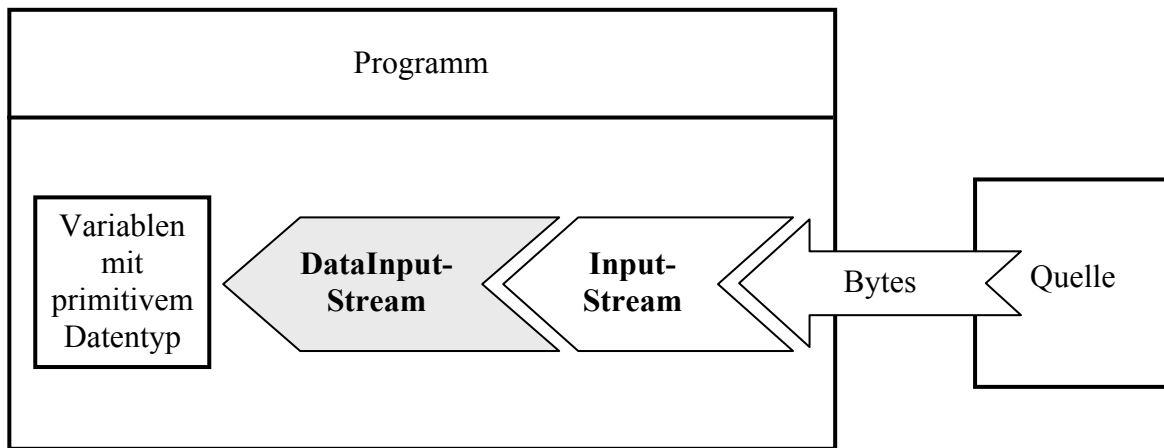 Programm
Variablen
mit
primitivem
Datentyp
DataInput-
Stream
Input-
Stream
Bytes
Quelle